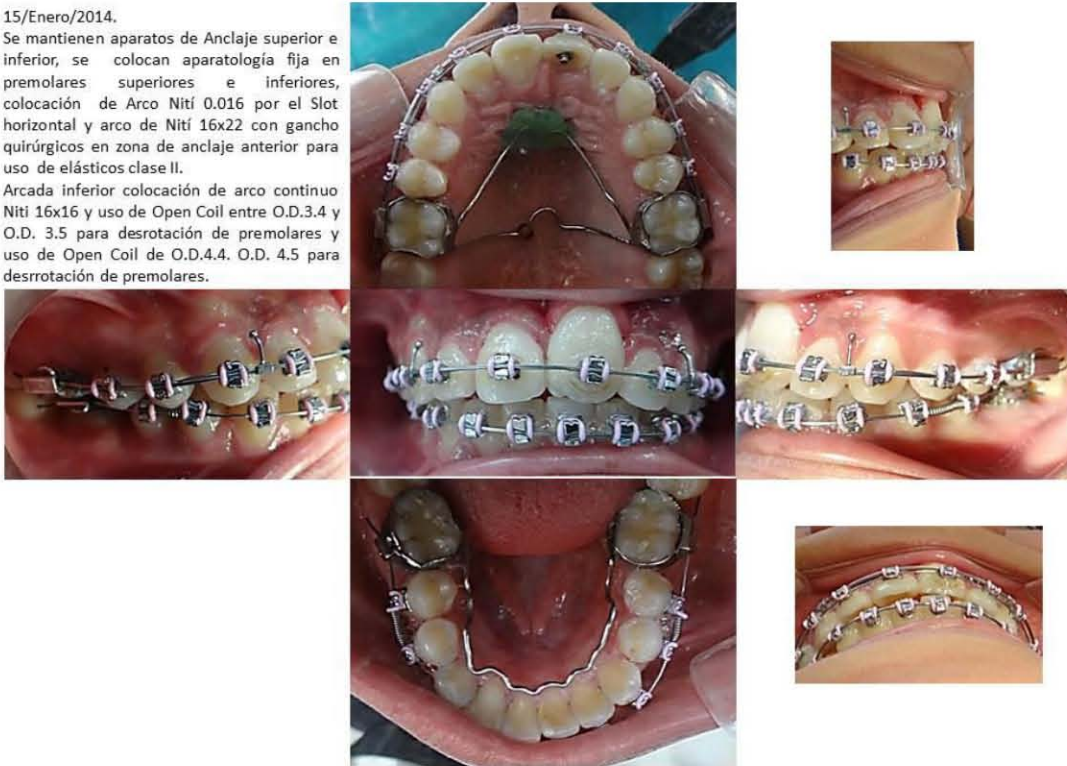 15/Enero/2014.
Se mantienen aparatos de Anclaje superior e
inferior, se colocan aparatología fija en
premolares superiores e inferiores,
colocación de Arco Nití 0.016 por el Slot
horizontal y arco de Nití 16x22 con gancho
quirúrgicos en zona de anclaje anterior para
uso de elásticos clase II.
Arcada inferior colocación de arco continuo
Niti 16x16 y uso de Open Coil entre O.D.3.4 y
O.D. 3.5 para desrotación de premolares y
uso de Open Coil de O.D.4.4. O.D. 4.5 para
desrrotación de premolares.